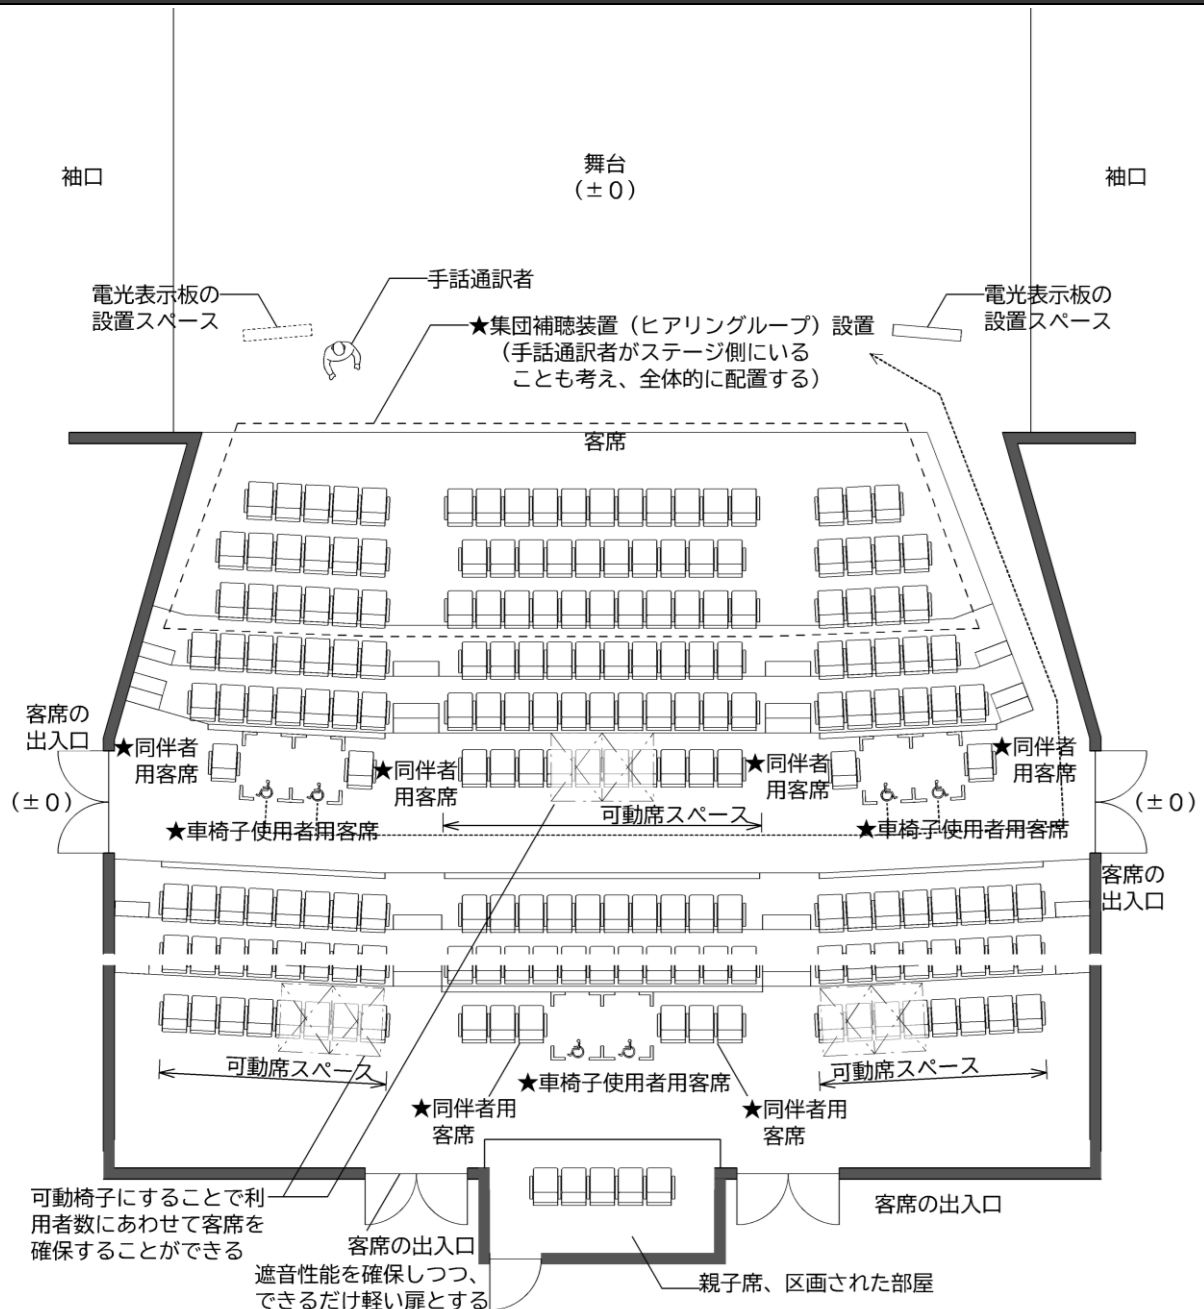 袖口
舞台
(±0)
袖口
手話通訳者
電光表示板の
設置スペース
電光表示板の
設置スペース
★集団補聴装置（ヒアリングループ）設置
（手話通訳者がステージ側にいる
ことも考え、全体的に配置する）
客席
客席の
出入口
(±0)
★同伴者
用客席
★同伴者
用客席
★同伴者
用客席
★同伴者
用客席
(±0)
可動席スペース
★車椅子使用者用客席
★車椅子使用者用客席
客席の
出入口
可動席スペース
★車椅子使用者用客席
可動席スペース
★同伴者用
客席
★同伴者用
客席
可動椅子にすることで利
用者数にあわせて客席を
確保することができる
客席の出入口
客席の出入口
遮音性能を確保しつつ、
できるだけ軽い扉とする
親子席、区画された部屋